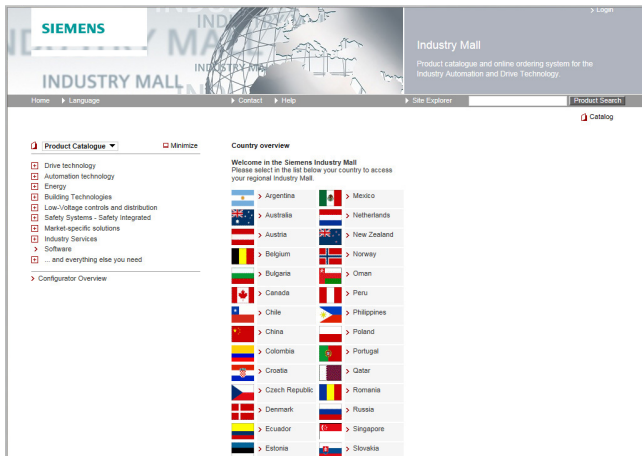 > Login
SIEMENS
INDUSTRY MALL
Industry Mall
Product catalogue and online ordering system for the
Industry Automation and Drive Technology.
Home > Language > Contact > Help > Site Explorer Product Search
Catalog
Product Catalogue Minimize
Drive technology
Automation technology
Energy
Building Technologies
Low-Voltage controls and distribution
Safety Systems - Safety Integrated
Market-specific solutions
Industry Services
> Software
... and everything else you need
> Configurator Overview
Country overview
Welcome in the Siemens Industry Mall
Please select in the list below your country to access
your regional Industry Mall.
> Argentina > Mexico
> Australia > Netherlands
> Austria > New Zealand
> Belgium > Norway
> Bulgaria > Oman
> Canada > Peru
> Chile > Philippines
> China > Poland
> Colombia > Portugal
> Croatia > Qatar
> Czech Republic > Romania
> Denmark > Russia
> Ecuador > Singapore
> Estonia > Slovakia